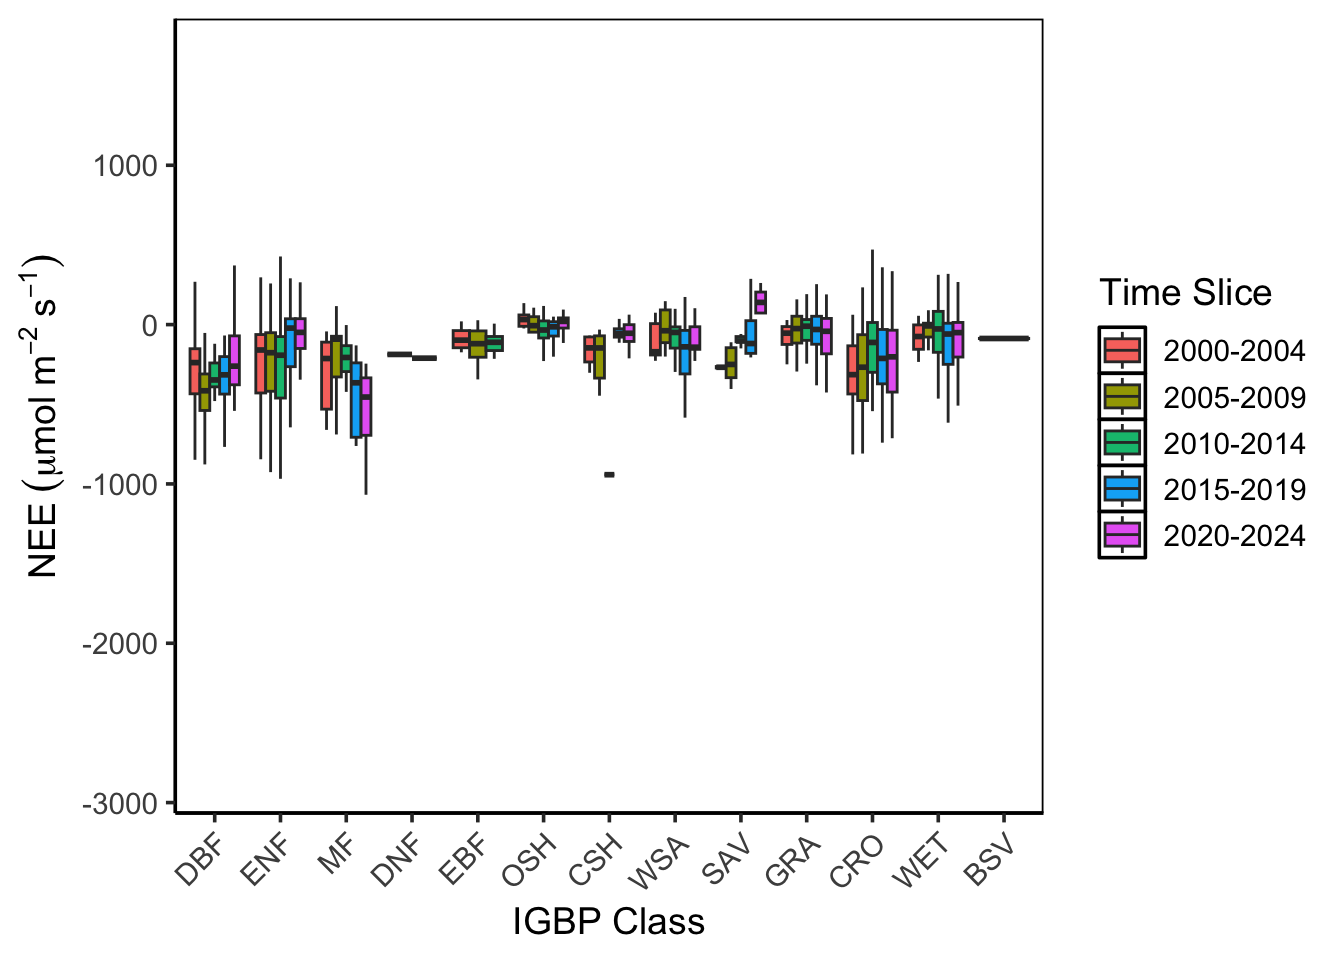 1000
0
-1000
-2000
-3000
NEE (μmol m⁻² s⁻¹)
DBF
ENF
MF
DNF
EBF
OSH
CSH
WSA
SAV
GRA
CRO
WET
BSV
IGBP Class
Time Slice
2000-2004
2005-2009
2010-2014
2015-2019
2020-2024